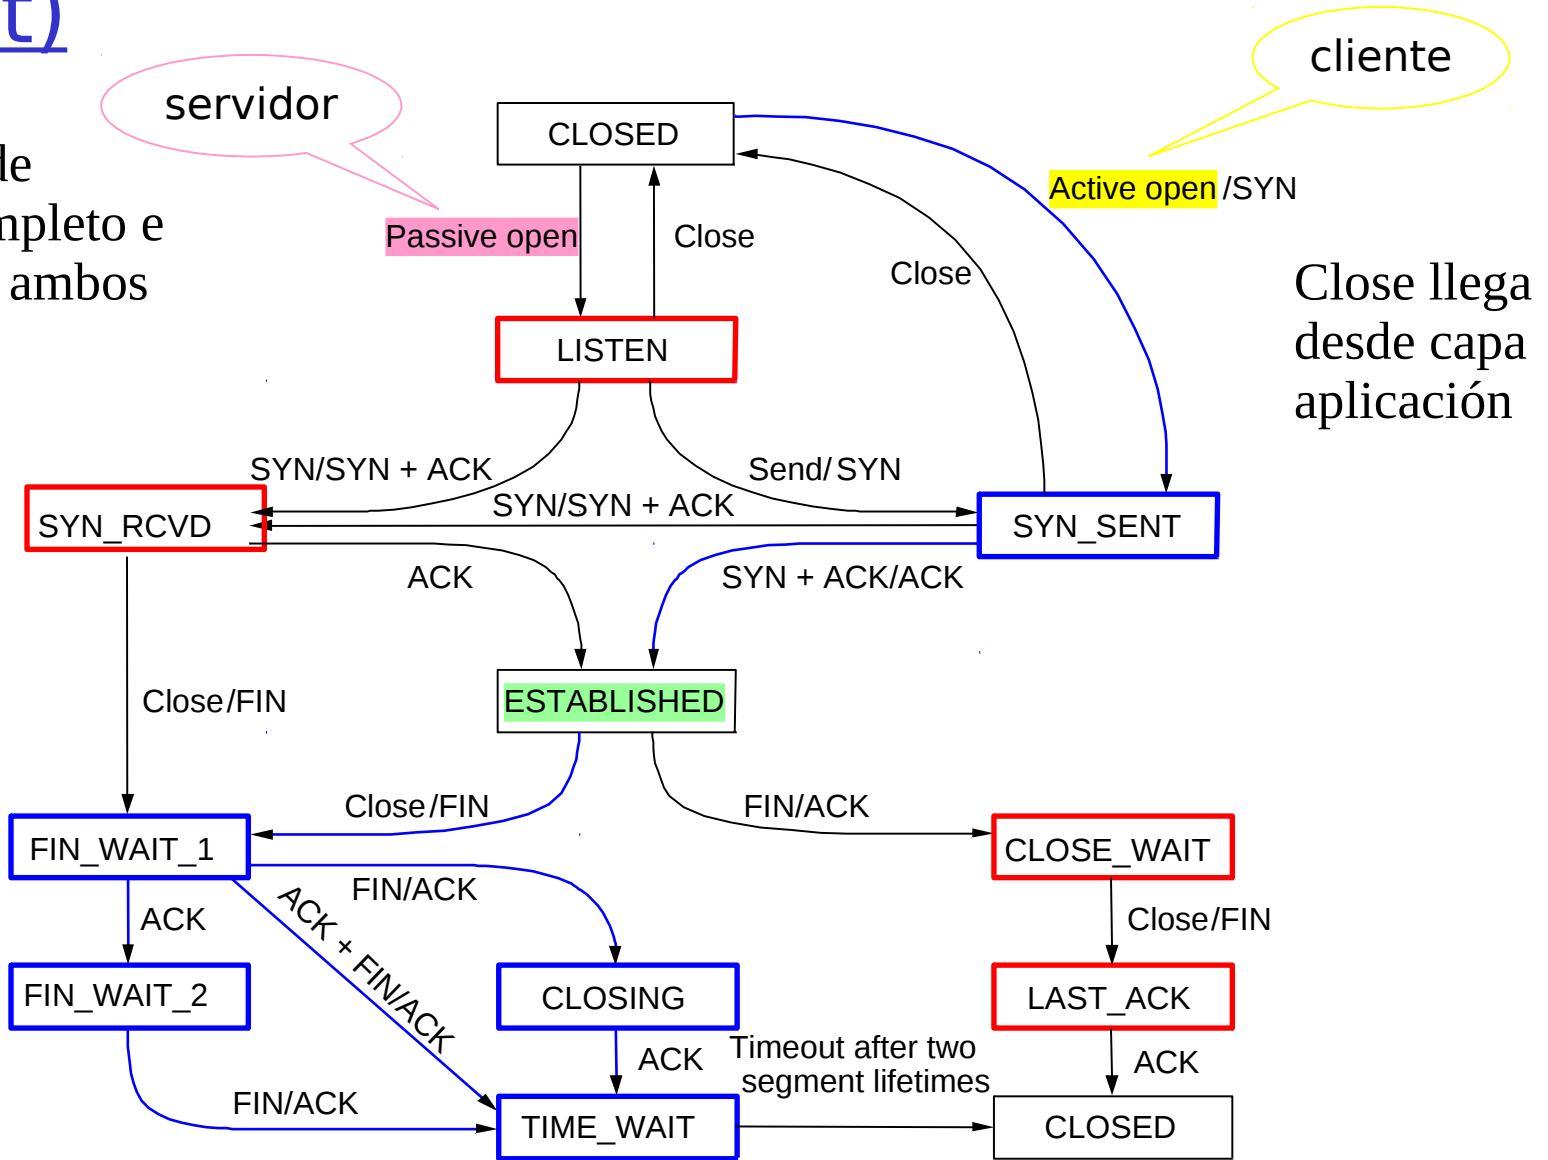 t)
servidor
cliente
de
mpleto e
ambos
CLOSED
Active open /SYN
Passive open
Close
Close
Close llega
desde capa
aplicación
LISTEN
SYN/SYN + ACK
Send/ SYN
SYN/SYN + ACK
SYN_RCVD
SYN_SENT
ACK
SYN + ACK/ACK
Close/FIN
ESTABLISHED
Close/FIN
FIN/ACK
FIN_WAIT_1
CLOSE_WAIT
FIN/ACK
ACK
ACK + FIN/ACK
Close/FIN
FIN_WAIT_2
CLOSING
LAST_ACK
ACK
Timeout after two
segment lifetimes
ACK
FIN/ACK
TIME_WAIT
CLOSED